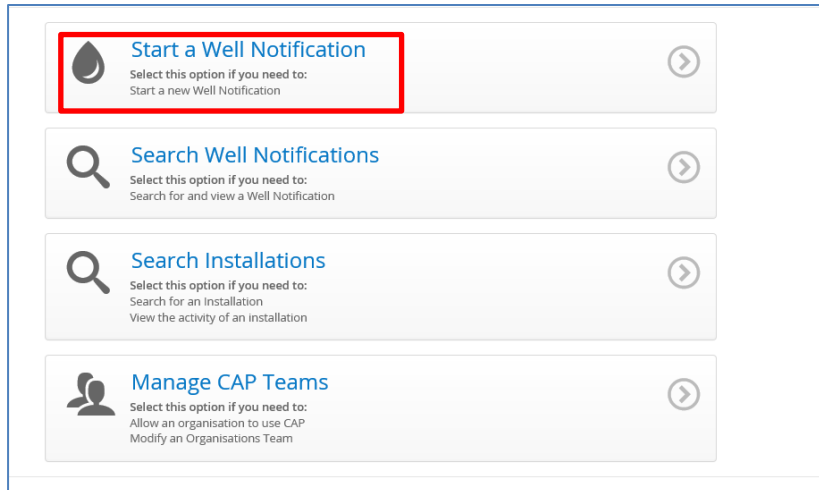 Start a Well Notification
Select this option if you need to:
Start a new Well Notification
Search Well Notifications
Select this option if you need to:
Search for and view a Well Notification
Search Installations
Select this option if you need to:
Search for an Installation
View the activity of an installation
Manage CAP Teams
Select this option if you need to:
Allow an organisation to use CAP
Modify an Organisations Team